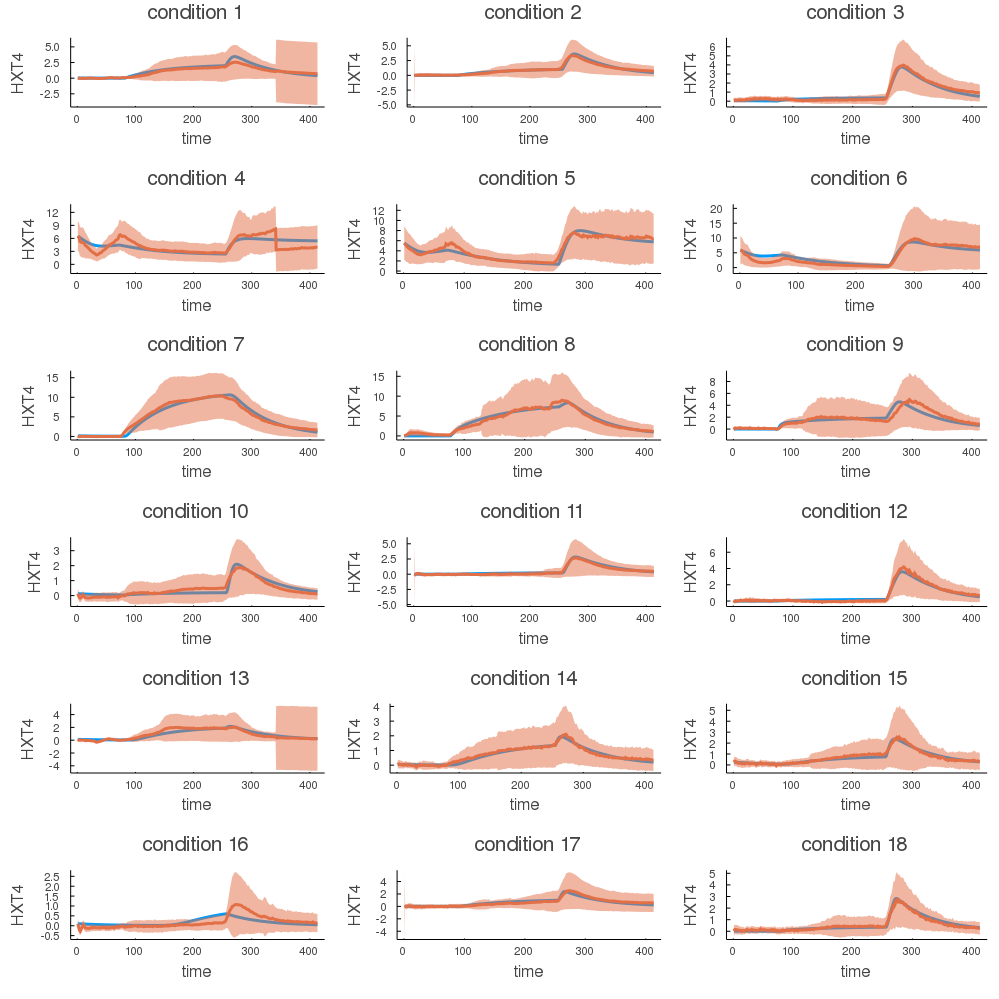 condition 1 condition 2 condition 3
HXT4 5.0 2.5 0.0 -2.5 0 100 200 300 400 time
HXT4 5.0 2.5 0.0 -2.5 -5.0 0 100 200 300 400 time
HXT4 6 5 4 3 2 1 0 0 100 200 300 400 time
condition 4 condition 5 condition 6
HXT4 12 9 6 3 0 0 100 200 300 400 time
HXT4 12 10 8 6 4 2 0 0 100 200 300 400 time
HXT4 20 15 10 5 0 0 100 200 300 400 time
condition 7 condition 8 condition 9
HXT4 15 10 5 0 0 100 200 300 400 time
HXT4 15 10 5 0 0 100 200 300 400 time
HXT4 8 6 4 2 0 0 100 200 300 400 time
condition 10 condition 11 condition 12
HXT4 3 2 1 0 0 100 200 300 400 time
HXT4 5.0 2.5 0.0 -2.5 -5.0 0 100 200 300 400 time
HXT4 6 4 2 0 0 100 200 300 400 time
condition 13 condition 14 condition 15
HXT4 4 2 0 -2 -4 0 100 200 300 400 time
HXT4 4 3 2 1 0 0 100 200 300 400 time
HXT4 5 4 3 2 1 0 0 100 200 300 400 time
condition 16 condition 17 condition 18
HXT4 2.5 2.0 1.5 1.0 0.5 0.0 -0.5 0 100 200 300 400 time
HXT4 4 2 0 -2 -4 0 100 200 300 400 time
HXT4 5 4 3 2 1 0 0 100 200 300 400 time